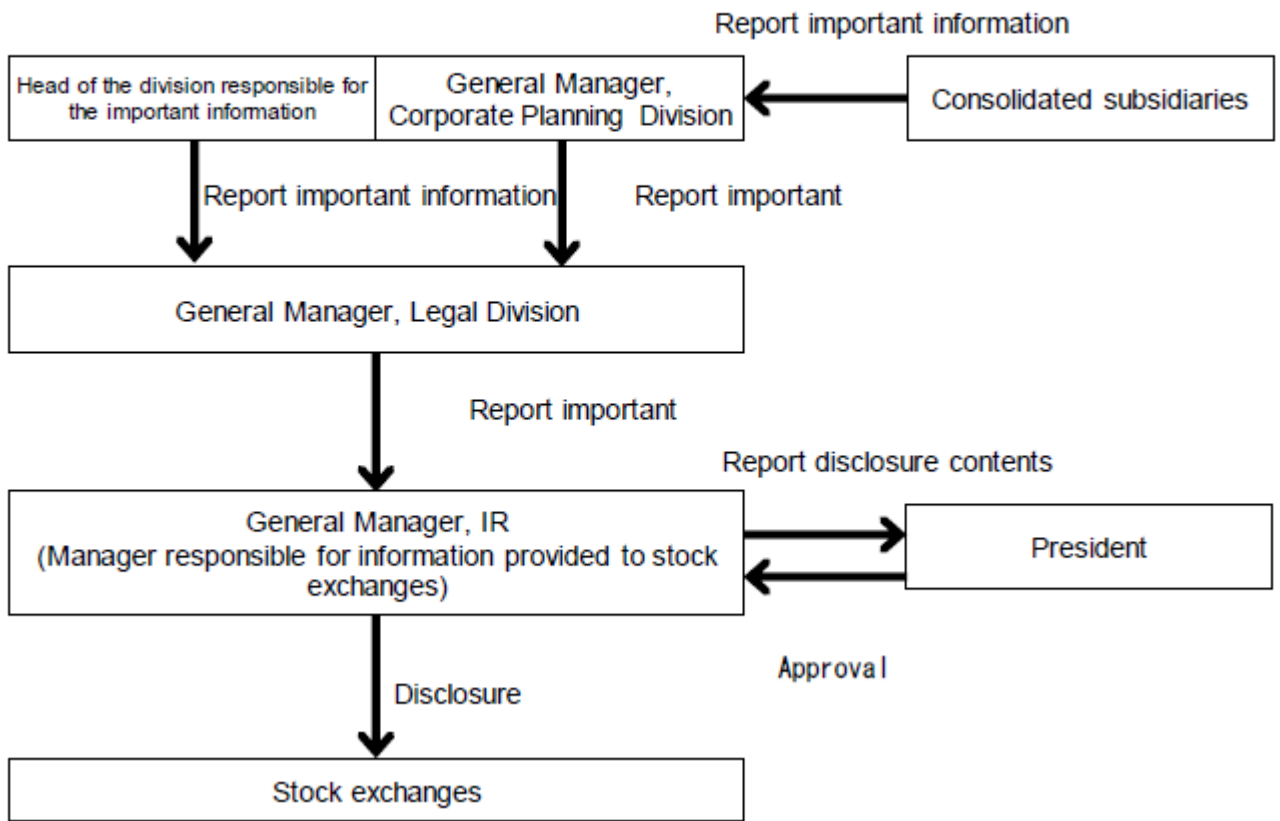 Report important information
Head of the division responsible for
the important information
General Manager,
Corporate Planning Division
Consolidated subsidiaries
Report important information
Report important
General Manager, Legal Division
Report important
Report disclosure contents
General Manager, IR
(Manager responsible for information provided to stock
exchanges)
President
Approval
Disclosure
Stock exchanges